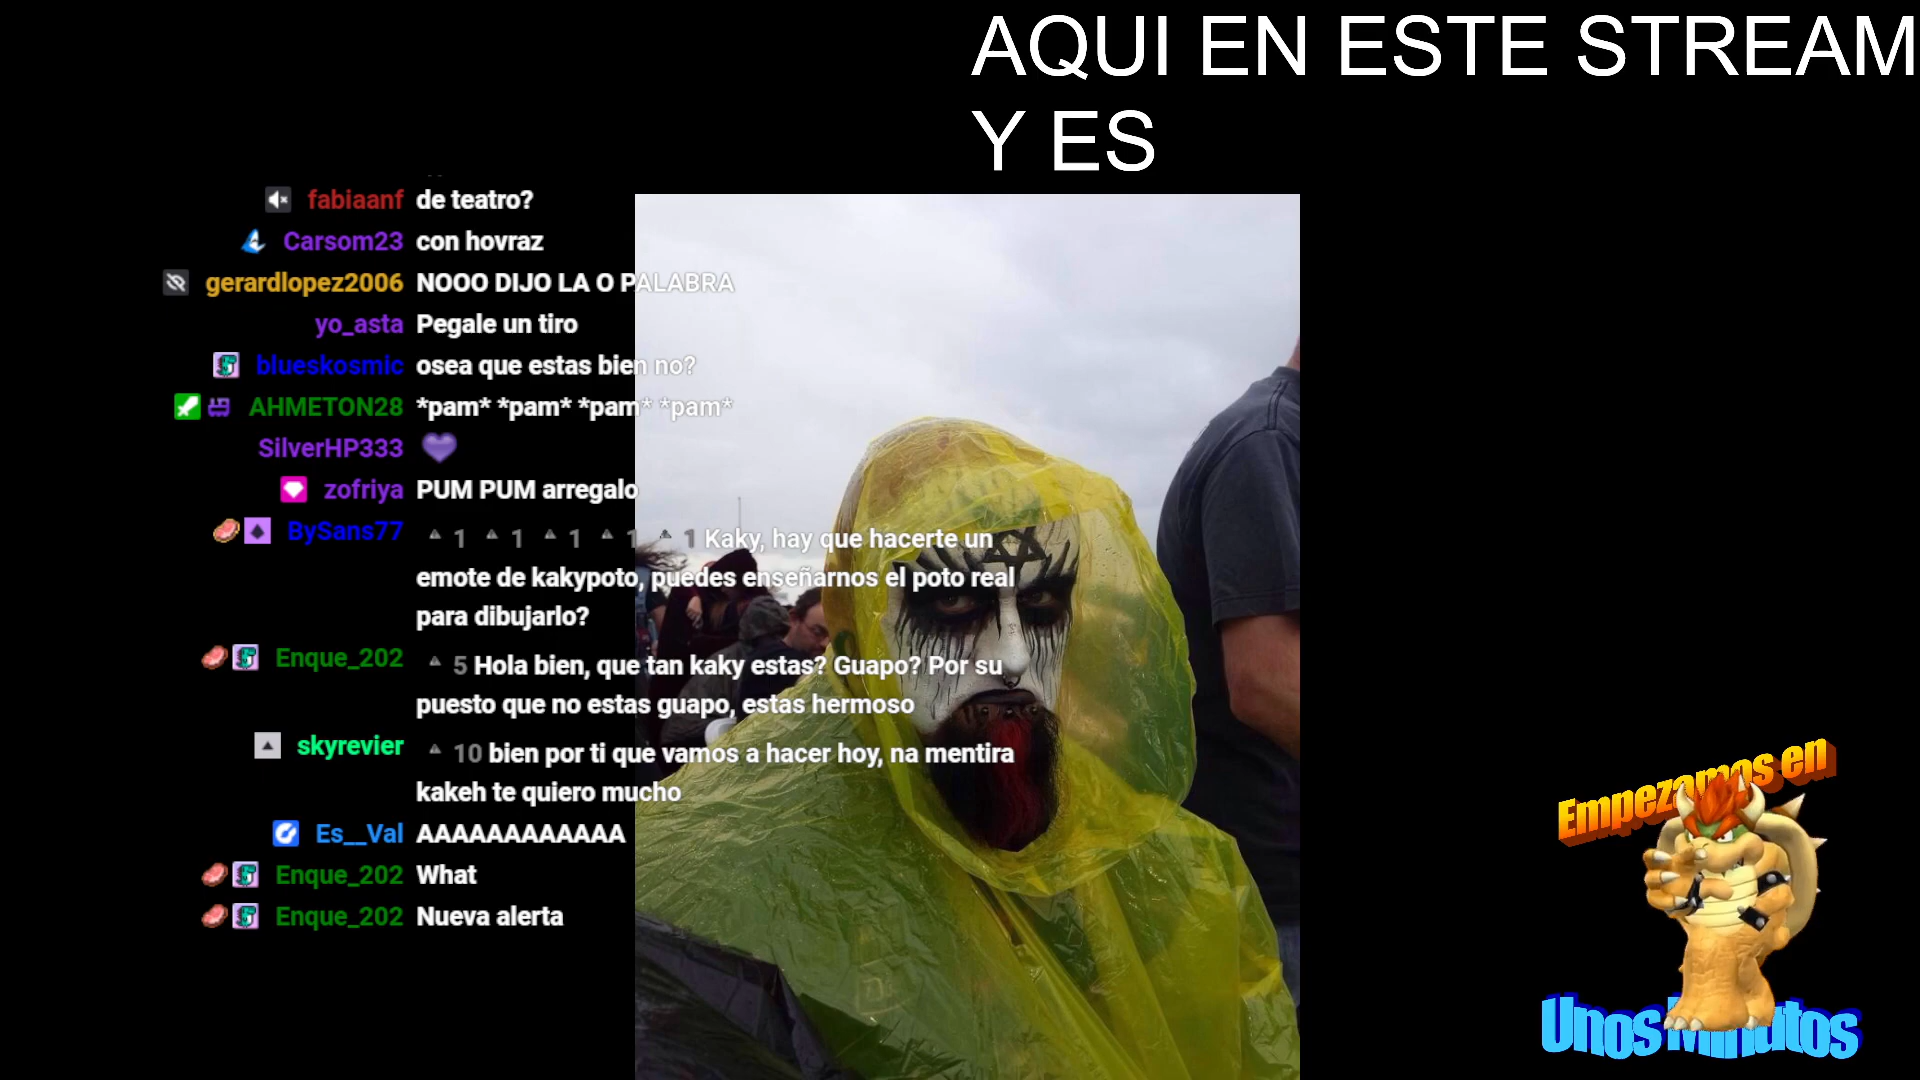 AQUI EN ESTE STREAM
Y ES
fabiaanf de teatro?
Carsom23 con hovraz
gerardlopez2006 NOOO DIJO LA O PALABRA
yo_asta Pegale un tiro
blueskosmic osea que estas bien no?
AHMETON28 *pam* *pam* *pam* *pam*
SilverHP333
zofriya PUM PUM arregalo
BySans77 1 1 1 1 1 Kaky, hay que hacerte un
emote de kakypoto, puedes enseñarnos el poto real
para dibujarlo?
Enque_202 5 Hola bien, que tan kaky estas? Guapo? Por su
puesto que no estas guapo, estas hermoso
skyrevier 10 bien por ti que vamos a hacer hoy, na mentira
kakeh te quiero mucho
Es__Val AAAAAAAAAAAA
Enque_202 What
Enque_202 Nueva alerta
Empezamos en
Unos Minutos